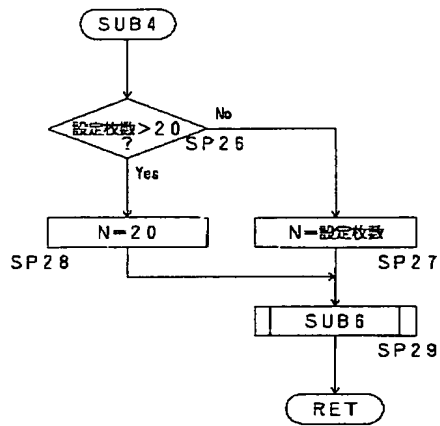 SUB4
設定枚数>20
?
No
SP26
Yes
N=20
N=設定枚数
SP28
SP27
SUB6
SP29
RET